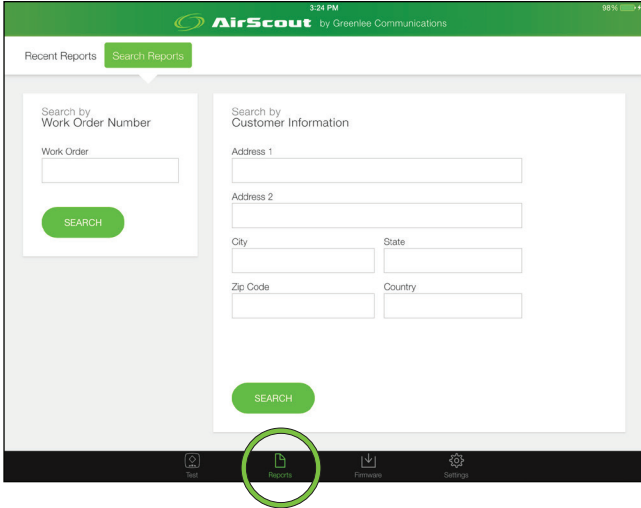 3:24 PM
98%
AirScout by Greenlee Communications
Recent Reports Search Reports
Search by
Work Order Number
Work Order
SEARCH
Search by
Customer Information
Address 1
Address 2
City State
Zip Code Country
SEARCH
Test Reports Firmware Settings